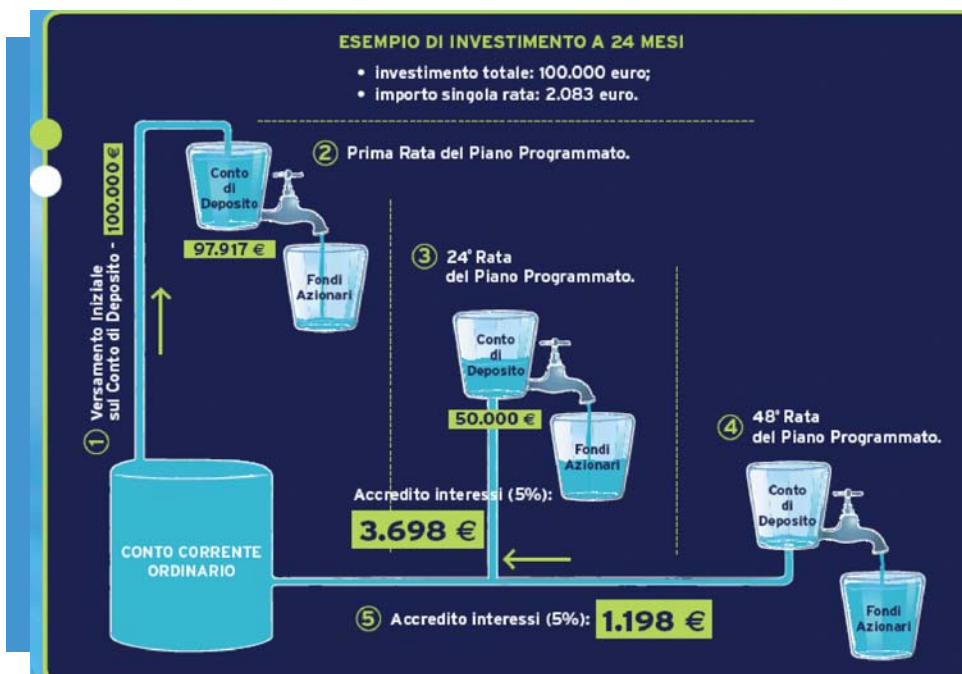 ESEMPIO DI INVESTIMENTO A 24 MESI
• investimento totale: 100.000 euro;
• importo singola rata: 2.083 euro.
① Versamento Iniziale
sul Conto di Deposito - 100.000 €
② Prima Rata del Piano Programmato.
Conto
di
Deposito
97.917 €
Fondi
Azionari
③ 24ª Rata
del Piano Programmato.
Conto
di
Deposito
50.000 €
Fondi
Azionari
Accredito interessi (5%):
3.698 €
④ 48ª Rata
del Piano Programmato.
Conto
di
Deposito
Fondi
Azionari
CONTO CORRENTE
ORDINARIO
⑤ Accredito interessi (5%): 1.198 €